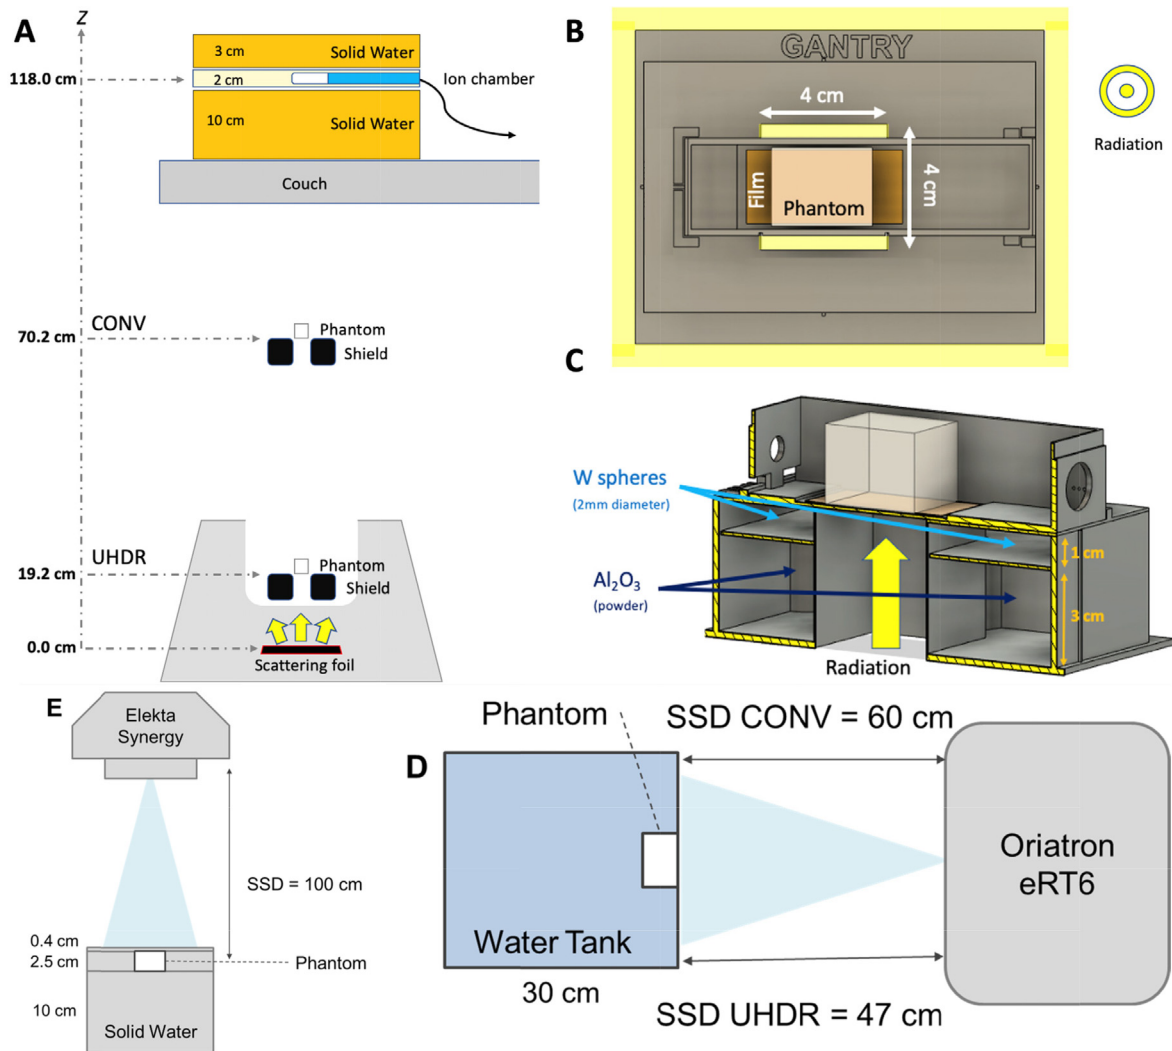 A
Z
3 cm
Solid Water
118.0 cm
2 cm
Ion chamber
10 cm
Solid Water
Couch
CONV
Phantom
70.2 cm
Shield
UHDR
Phantom
19.2 cm
Shield
0.0 cm
Scattering foil
B
GANTRY
4 cm
4 cm
Film
Phantom
Radiation
C
W spheres
(2mm diameter)
Al₂O₃
(powder)
1 cm
3 cm
Radiation
E
Elekta
Synergy
SSD = 100 cm
0.4 cm
2.5 cm
Phantom
10 cm
Solid Water
D
Phantom
SSD CONV = 60 cm
Oriatron
eRT6
Water Tank
30 cm
SSD UHDR = 47 cm